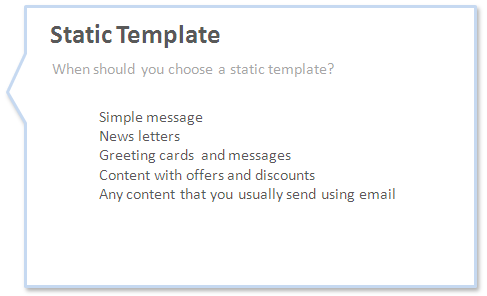 Static Template
When should you choose a static template?
Simple message
News letters
Greeting cards and messages
Content with offers and discounts
Any content that you usually send using email